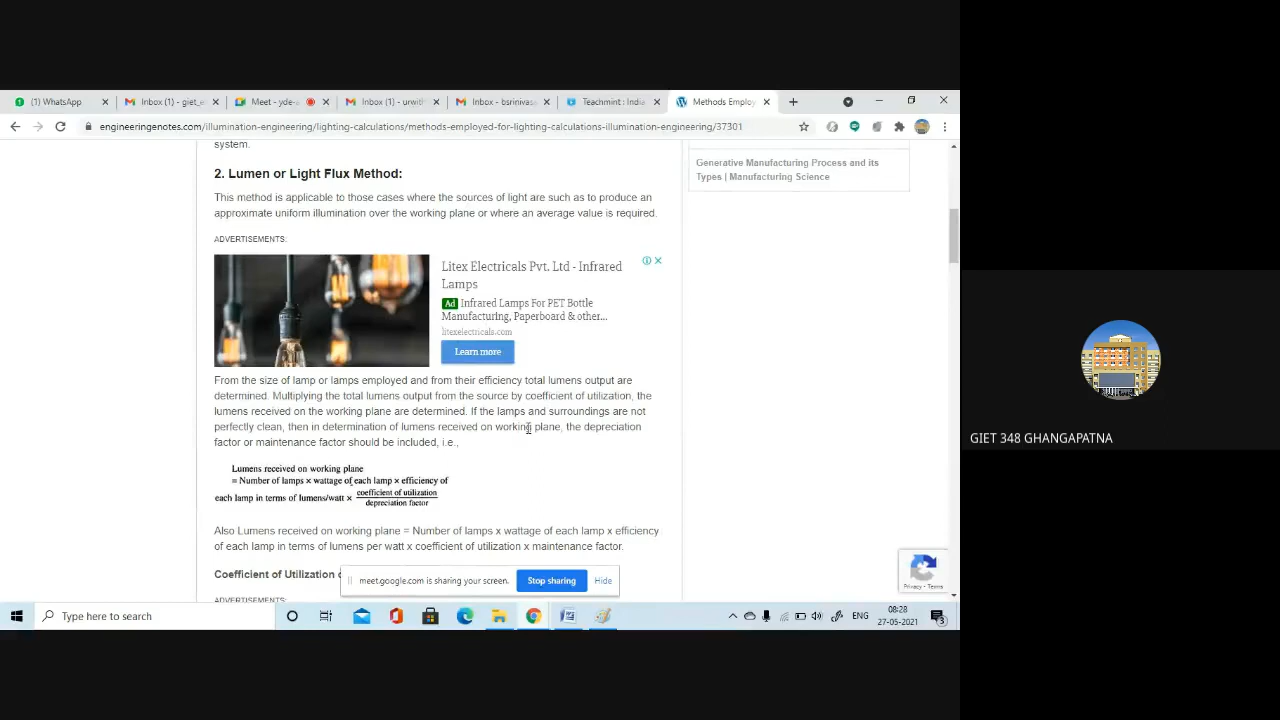 (1) WhatsApp
Inbox (1) - giet_e
Meet - yde-
Inbox (1) - urwith
Inbox - bsriniva
Teachmint : India
Methods Employ
engineeringnotes.com/illumination-engineering/lighting-calculations/methods-employed-for-lighting-calculations-illumination-engineering/37301
system.
2. Lumen or Light Flux Method:
This method is applicable to those cases where the sources of light are such as to produce an
approximate uniform illumination over the working plane or where an average value is required.
ADVERTISEMENTS:
Litex Electricals Pvt. Ltd - Infrared
Lamps
Ad Infrared Lamps For PET Bottle
Manufacturing, Paperboard & other...
litexelectricals.com
Learn more
From the size of lamp or lamps employed and from their efficiency total lumens output are
determined. Multiplying the total lumens output from the source by coefficient of utilization, the
lumens received on the working plane are determined. If the lamps and surroundings are not
perfectly clean, then in determination of lumens received on working plane, the depreciation
factor or maintenance factor should be included, i.e.,
Lumens received on working plane
= Number of lamps × wattage of each lamp × efficiency of
each lamp in terms of lumens/watt × coefficient of utilization
depreciation factor
Also Lumens received on working plane = Number of lamps x wattage of each lamp x efficiency
of each lamp in terms of lumens per watt x coefficient of utilization x maintenance factor.
Coefficient of Utilization
ADVERTISEMENTS:
Generative Manufacturing Process and its
Types | Manufacturing Science
Privacy - Terms
meet.google.com is sharing your screen.
Stop sharing
Hide
Type here to search
ENG
08:28
27-05-2021
3
GIET 348 GHANGAPATNA